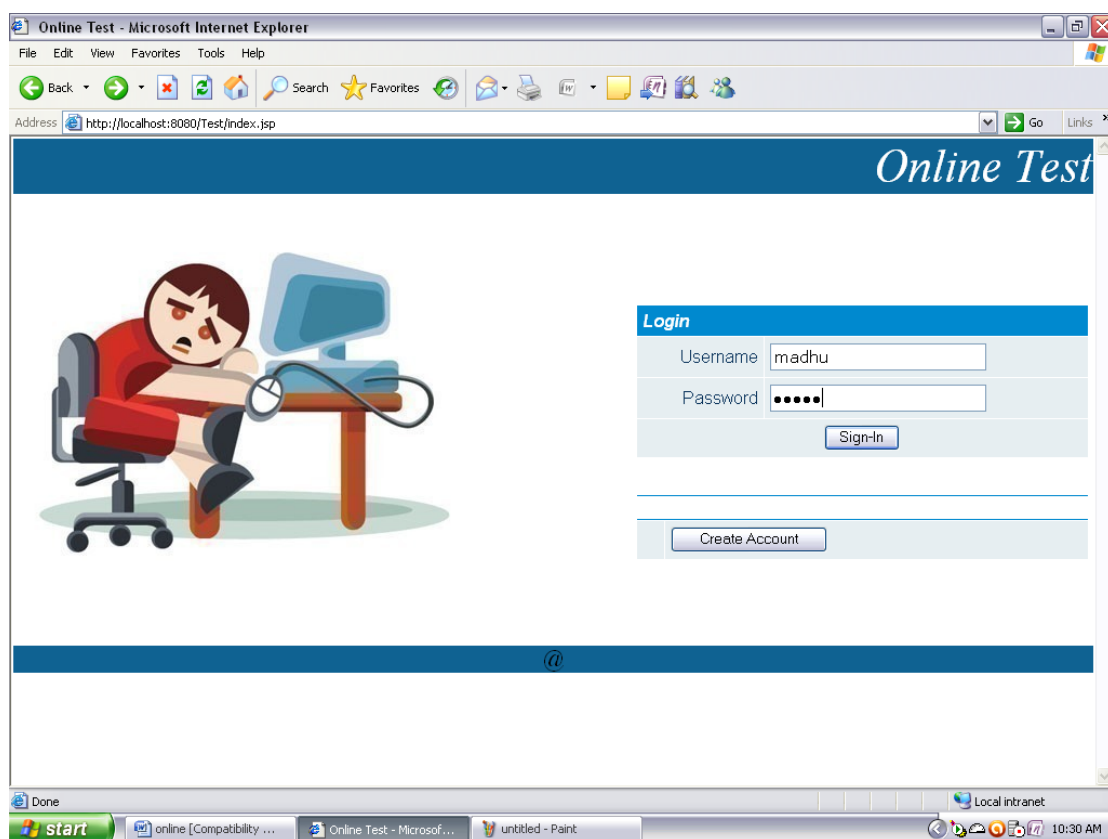 Online Test - Microsoft Internet Explorer
File Edit View Favorites Tools Help
Back Search Favorites
Address http://localhost:8080/Test/index.jsp Go Links
Online Test
Login
Username madhu
Password •••••
Sign-In
Create Account
@
Done Local intranet
start online [Compatibility ... Online Test - Microsof... untitled - Paint 10:30 AM